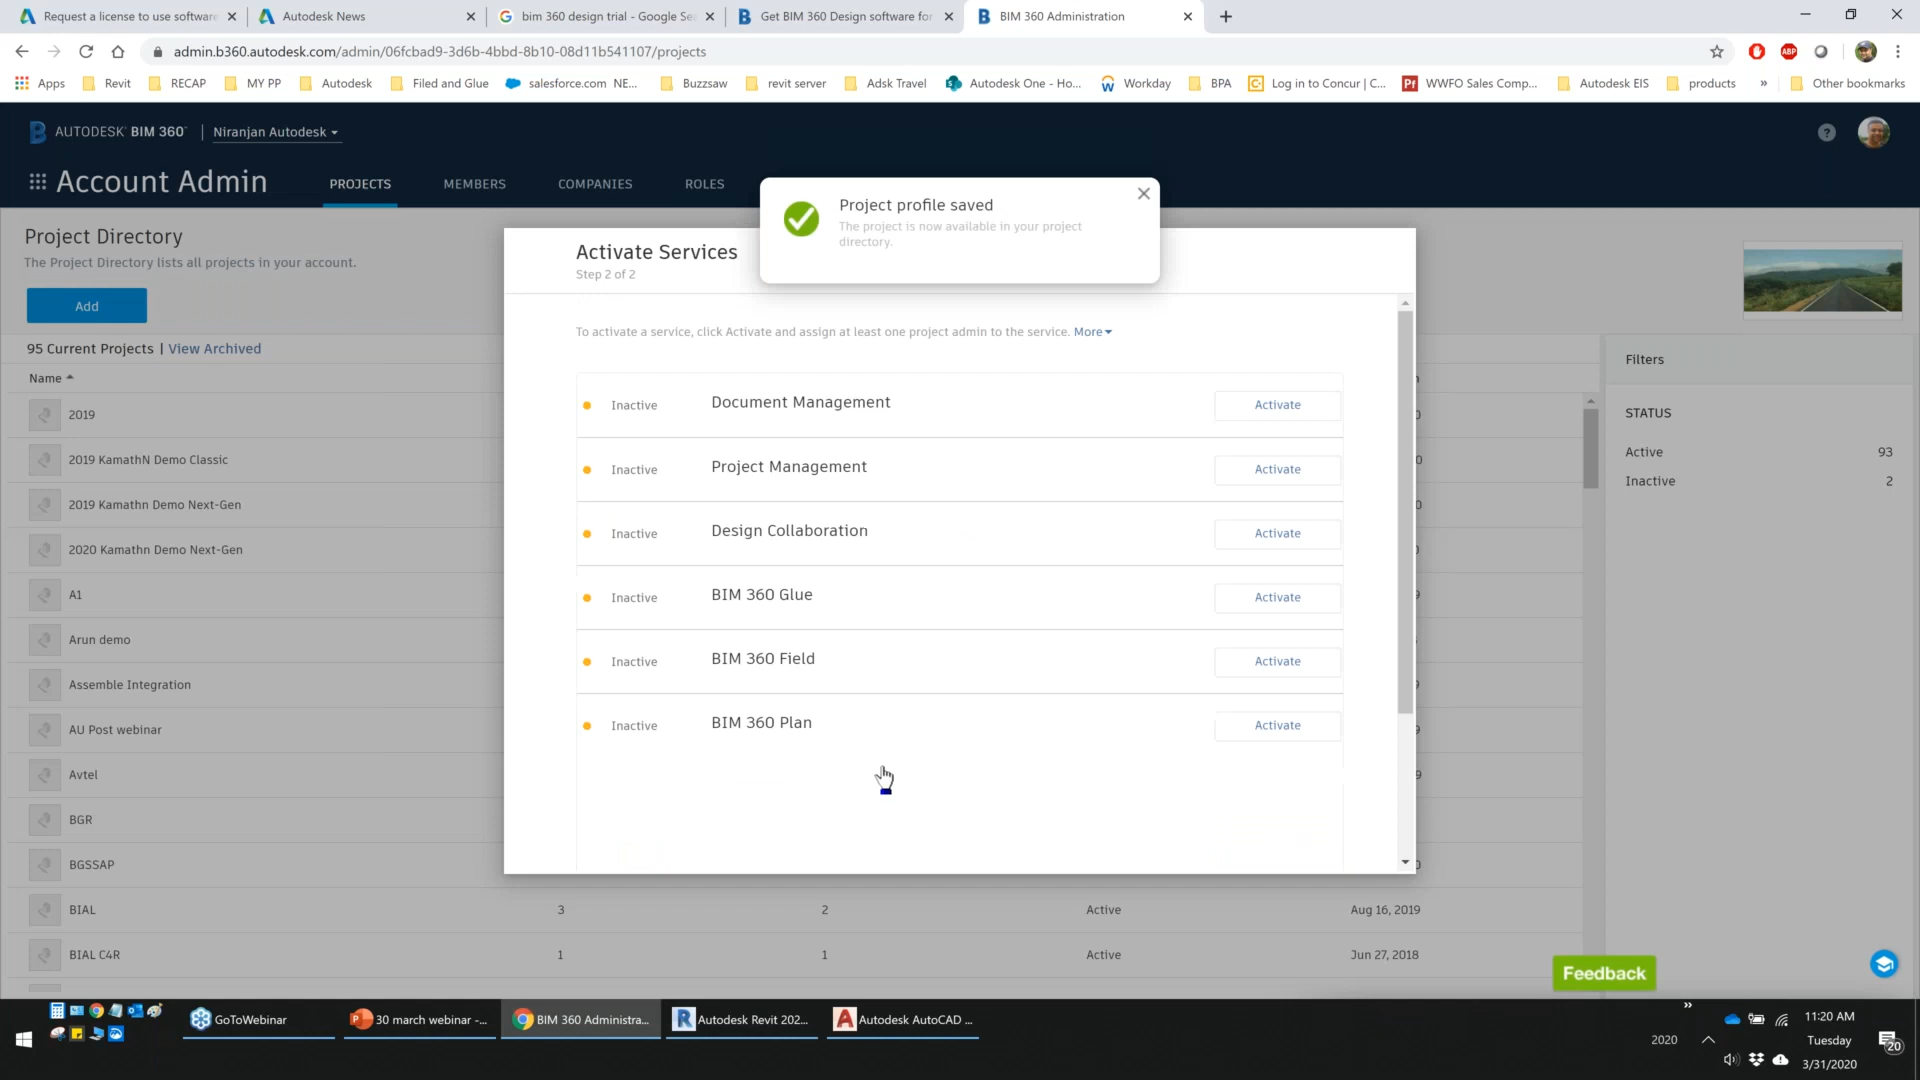 Request a license to use software
Autodesk News
bim 360 design trial - Google Se
Get BIM 360 Design software for
BIM 360 Administration
admin.b360.autodesk.com/admin/06fcbad9-3d6b-4bbd-8b10-08d11b541107/projects
ABP
Apps
Revit
RECAP
MY PP
Autodesk
Filed and Glue
salesforce.com NE...
Buzzsaw
revit server
Adsk Travel
Autodesk One - Ho...
Workday
BPA
Log in to Concur | C...
WWFO Sales Comp...
Autodesk EIS
products
»
Other bookmarks
AUTODESK BIM 360™ | Niranjan Autodesk
?
Account Admin
PROJECTS
MEMBERS
COMPANIES
ROLES
Project profile saved
The project is now available in your project
directory.
Project Directory
The Project Directory lists all projects in your account.
Add
95 Current Projects | View Archived
Name
2019
2019 KamathN Demo Classic
2019 Kamathn Demo Next-Gen
2020 Kamathn Demo Next-Gen
A1
Arun demo
Assemble Integration
AU Post webinar
Avtel
BGR
BGSSAP
BIAL 3 2 Active Aug 16, 2019
BIAL C4R 1 1 Active Jun 27, 2018
Activate Services
Step 2 of 2
To activate a service, click Activate and assign at least one project admin to the service. More
Inactive Document Management Activate
Inactive Project Management Activate
Inactive Design Collaboration Activate
Inactive BIM 360 Glue Activate
Inactive BIM 360 Field Activate
Inactive BIM 360 Plan Activate
Filters
STATUS
Active 93
Inactive 2
Feedback
GoToWebinar
30 march webinar -...
BIM 360 Administra...
Autodesk Revit 202...
Autodesk AutoCAD ...
»
2020
11:20 AM
Tuesday
3/31/2020
20